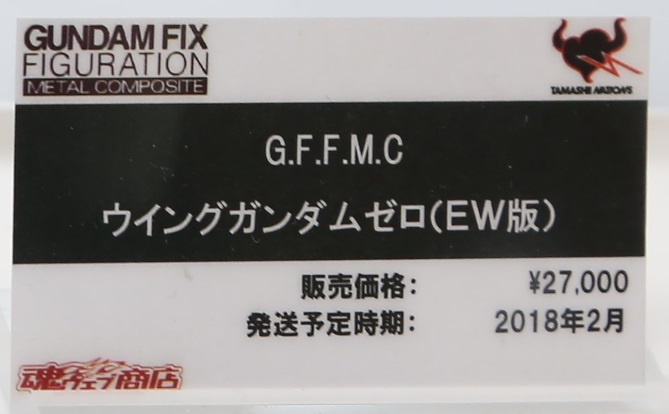 GUNDAM FIX
FIGURATION
METAL COMPOSITE
TAMASHII NATIONS
G.F.F.M.C
ウイングガンダムゼロ(EW版)
販売価格: ¥27,000
発送予定時期: 2018年2月
魂ウェブ商店